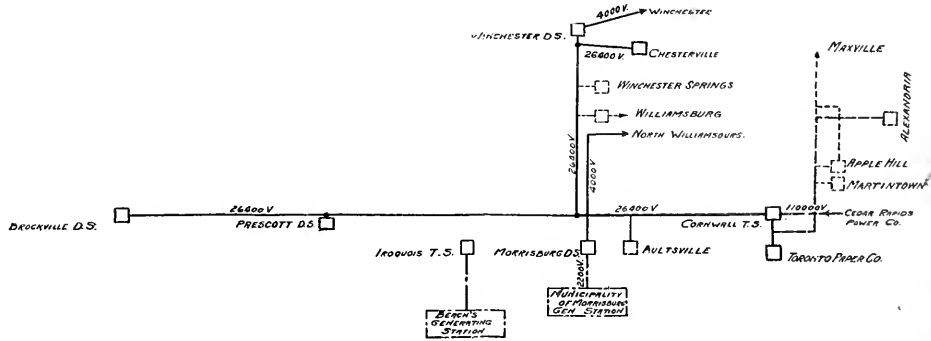 4000V.
WINCHESTER
WINCHESTER D.S.
26400V.
CHESTERVILLE
MAXVILLE
WINCHESTER SPRINGS
ALEXANDRIA
WILLIAMSBURG
NORTH WILLIAMSBURG.
26400V
4000V
APPLE HILL
MARTINTOWN
26400V
26400V
110000V
BROCKVILLE D.S.
PRESCOTT D.S
CORNWALL T.S.
CEDAR RAPIDS
POWER CO.
IROQUOIS T.S.
MORRISBURG D.S.
AULTSVILLE
TORONTO PAPER CO.
2200V.
BEACH'S
GENERATING
STATION
MUNICIPALITY
OF MORRISBURG
GEN STATION